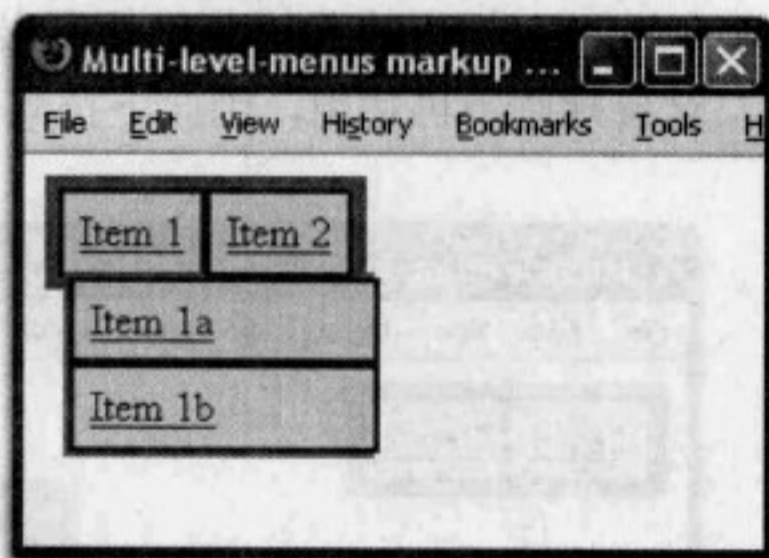 Multi-level-menus markup ...
File Edit View History Bookmarks Tools H
Item 1 Item 2
Item 1a
Item 1b